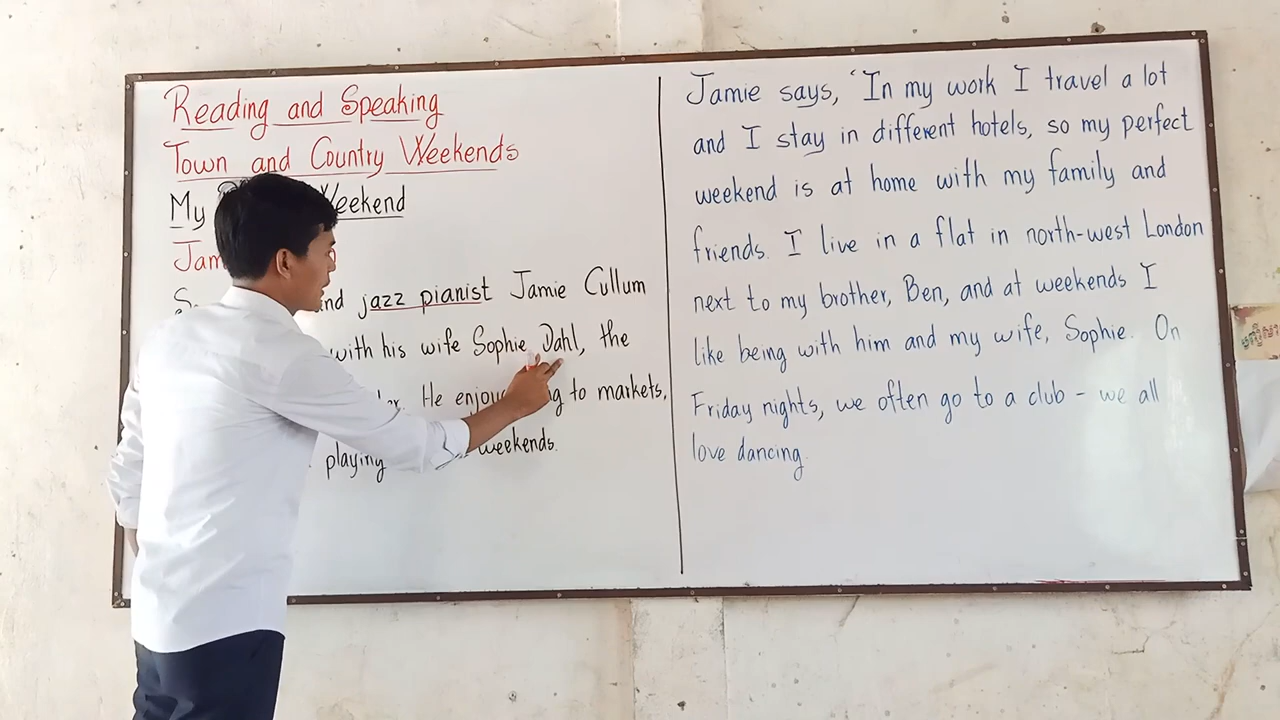 Reading and Speaking
Town and Country Weekends
My Weekend
jazz pianist Jamie Cullum
with his wife Sophie Dahl, the
He enjoys to markets,
playing weekends.
Jamie says, ‘In my work I travel a lot
and I stay in different hotels, so my perfect
weekend is at home with my family and
friends. I live in a flat in north-west London
next to my brother, Ben, and at weekends I
like being with him and my wife, Sophie. On
Friday nights, we often go to a club - we all
love dancing.